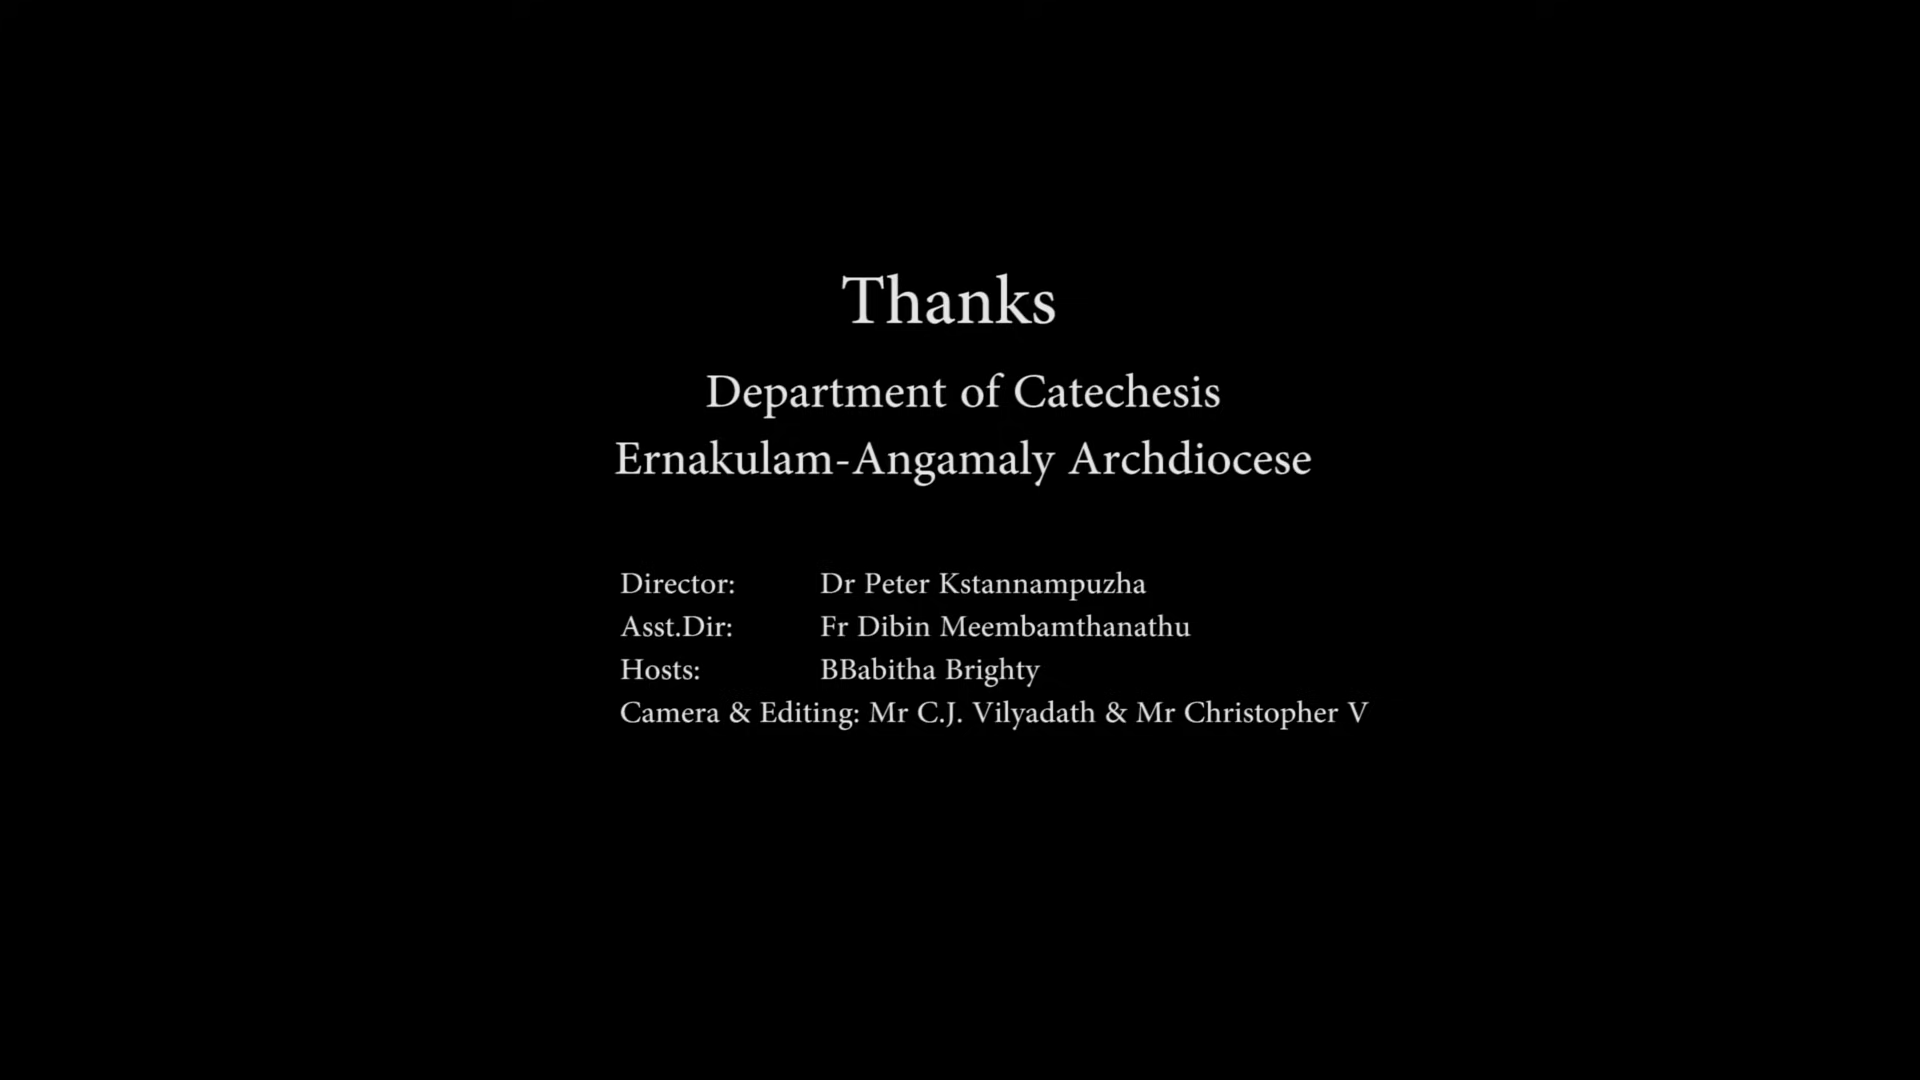 Thanks
Department of Catechesis
Ernakulam-Angamaly Archdiocese
Director: Dr Peter Kstannampuzha
Asst.Dir: Fr Dibin Meembamthanathu
Hosts: BBabitha Brighty
Camera & Editing: Mr C.J. Vilyadath & Mr Christopher V